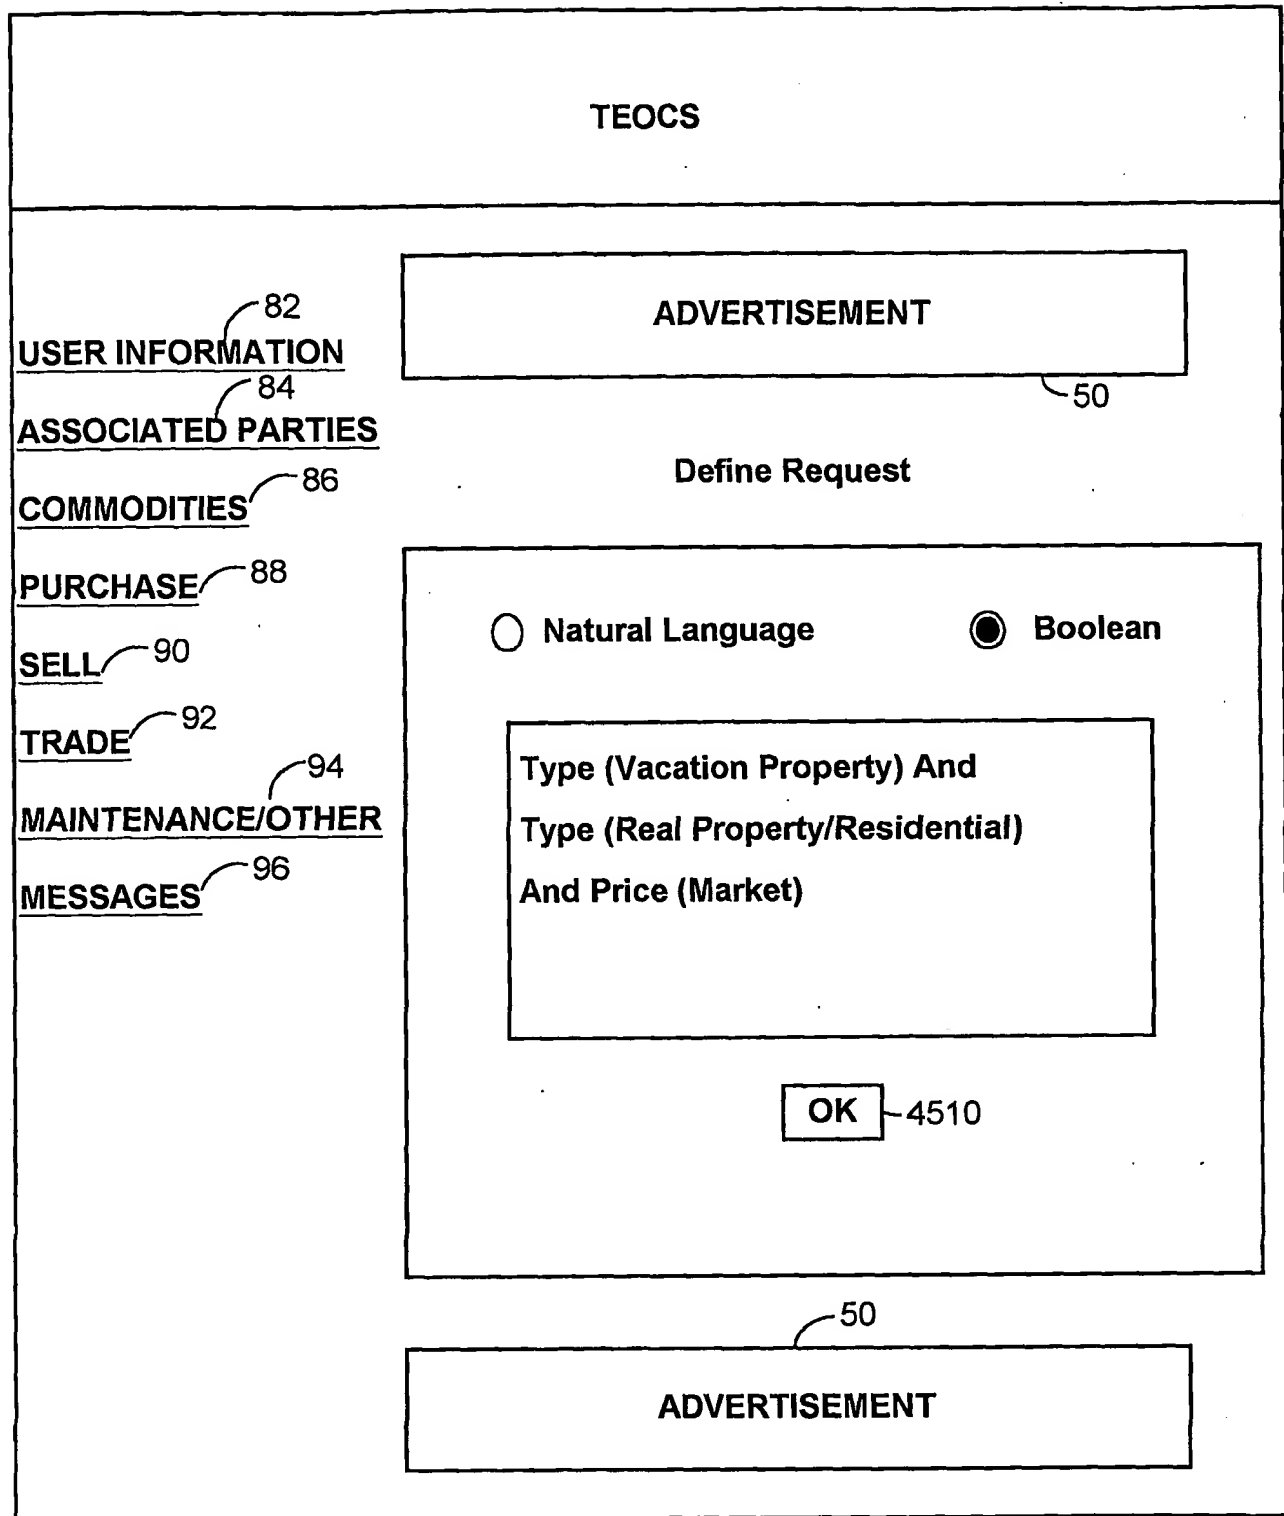 TEOCS
ADVERTISEMENT
50
82
USER INFORMATION
84
ASSOCIATED PARTIES
86
COMMODITIES
88
PURCHASE
90
SELL
92
TRADE
94
MAINTENANCE/OTHER
96
MESSAGES
Define Request
Natural Language
Boolean
Type (Vacation Property) And
Type (Real Property/Residential)
And Price (Market)
OK
4510
50
ADVERTISEMENT